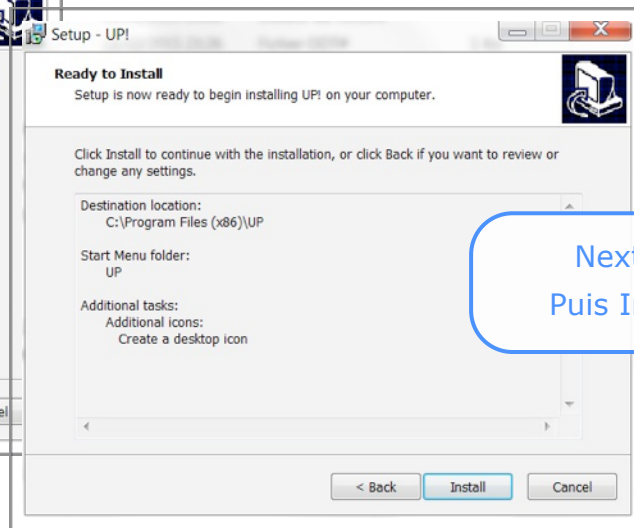 Setup - UP!
Ready to Install
Setup is now ready to begin installing UP! on your computer.
Click Install to continue with the installation, or click Back if you want to review or
change any settings.
Destination location:
C:\Program Files (x86)\UP
Start Menu folder:
UP
Additional tasks:
Additional icons:
Create a desktop icon
Next
Puis I
< Back
Install
Cancel